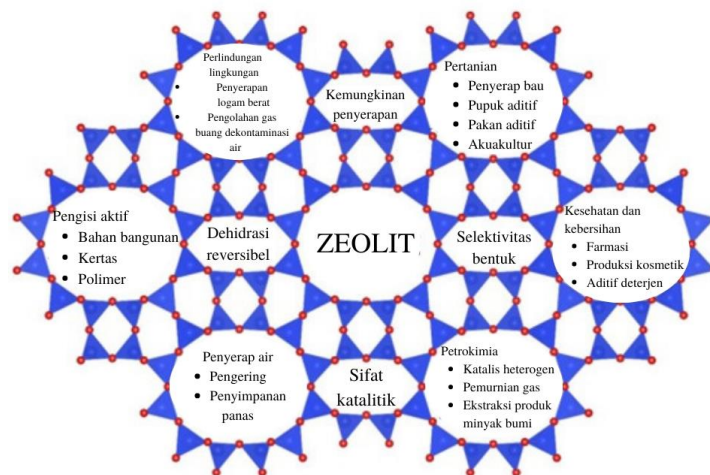 Perlindungan
lingkungan
• Penyerapan
logam berat
• Pengolahan gas
buang dekontaminasi
air
Kemungkinan
penyerapan
Pertanian
• Penyerap bau
• Pupuk aditif
• Pakan aditif
• Akuakultur
Pengisi aktif
• Bahan bangunan
• Kertas
• Polimer
Dehidrasi
reversibel
ZEOLIT
Selektivitas
bentuk
Kesehatan dan
kebersihan
• Farmasi
• Produksi kosmetik
• Aditif deterjen
Penyerap air
• Pengering
• Penyimpanan
panas
Sifat
katalitik
Petrokimia
• Katalis heterogen
• Pemurnian gas
• Ekstraksi produk
minyak bumi